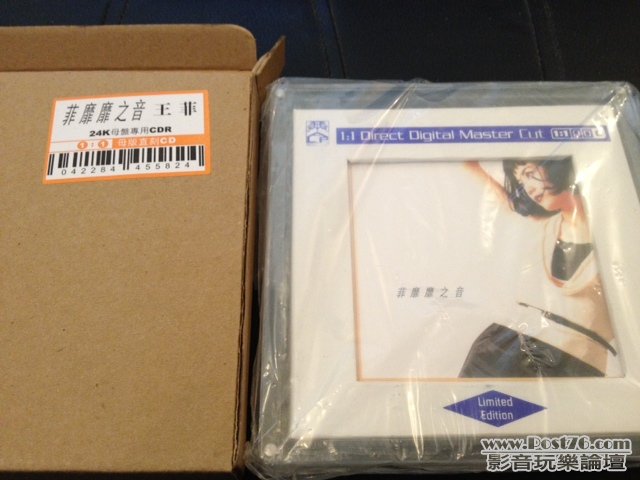 菲靡靡之音 王菲
24K母盤專用CDR
1:1 母版直刻CD
042284 455824
1:1 Direct Digital Master Cut
菲靡靡之音
Limited
Edition
www.Post76.com
影音玩樂論壇